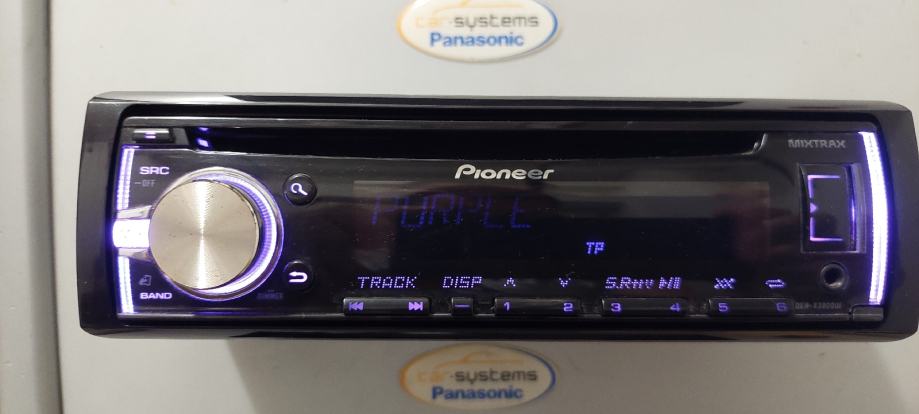 car-systems
Panasonic
MIXTRAX
Pioneer
SRC
OFF
PURPLE
TP
BAND
DIMMER
TRACK DISP S.Rtrv
1 2 3 4 5 6
car-systems
Panasonic